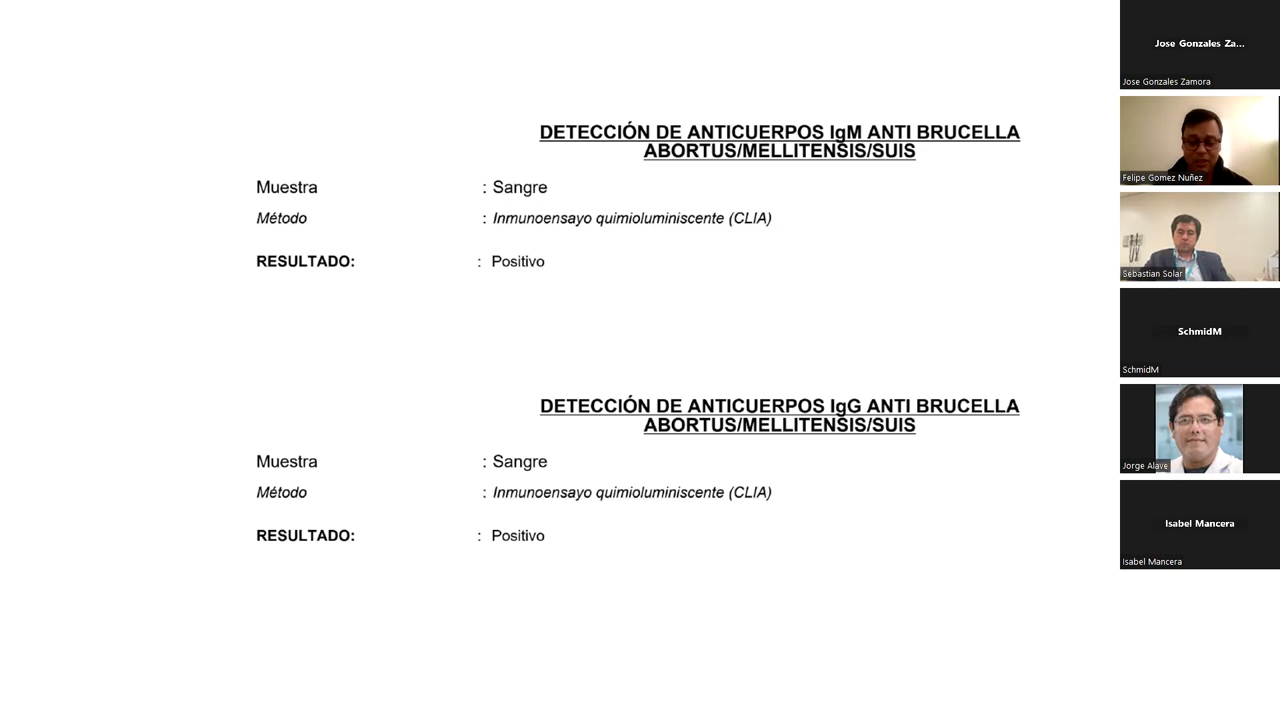 DETECCIÓN DE ANTICUERPOS IgM ANTI BRUCELLA
ABORTUS/MELLITENSIS/SUIS
Muestra : Sangre
Método : Inmunoensayo quimioluminiscente (CLIA)
RESULTADO: : Positivo
DETECCIÓN DE ANTICUERPOS IgG ANTI BRUCELLA
ABORTUS/MELLITENSIS/SUIS
Muestra : Sangre
Método : Inmunoensayo quimioluminiscente (CLIA)
RESULTADO: : Positivo
Jose Gonzales Za...
Jose Gonzales Zamora
Felipe Gomez Nuñez
Sebastian Solar
SchmidM
SchmidM
Jorge Alave
Isabel Mancera
Isabel Mancera